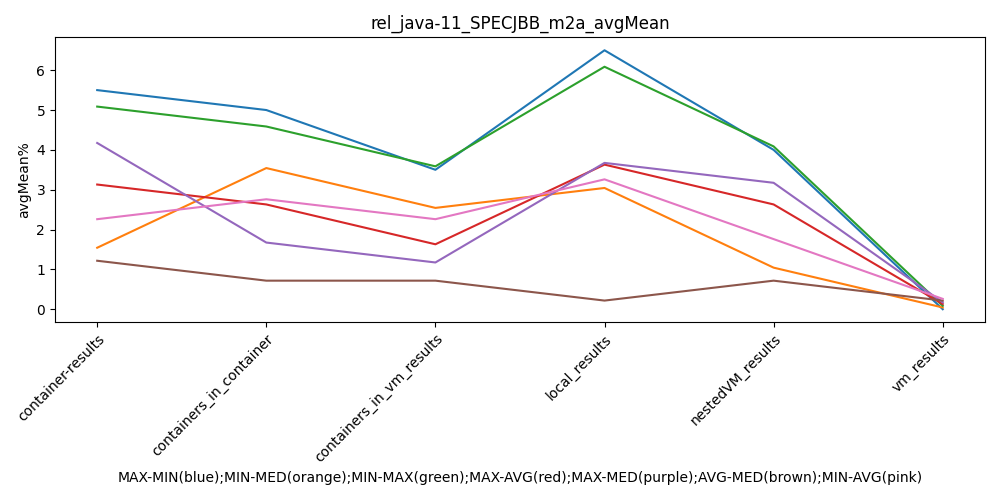 rel_java-11_SPECJBB_m2a_avgMean
avgMean%
6
5
4
3
2
1
0
container-results
containers_in_container
containers_in_vm_results
local_results
nestedVM_results
vm_results
MAX-MIN(blue);MIN-MED(orange);MIN-MAX(green);MAX-AVG(red);MAX-MED(purple);AVG-MED(brown);MIN-AVG(pink)